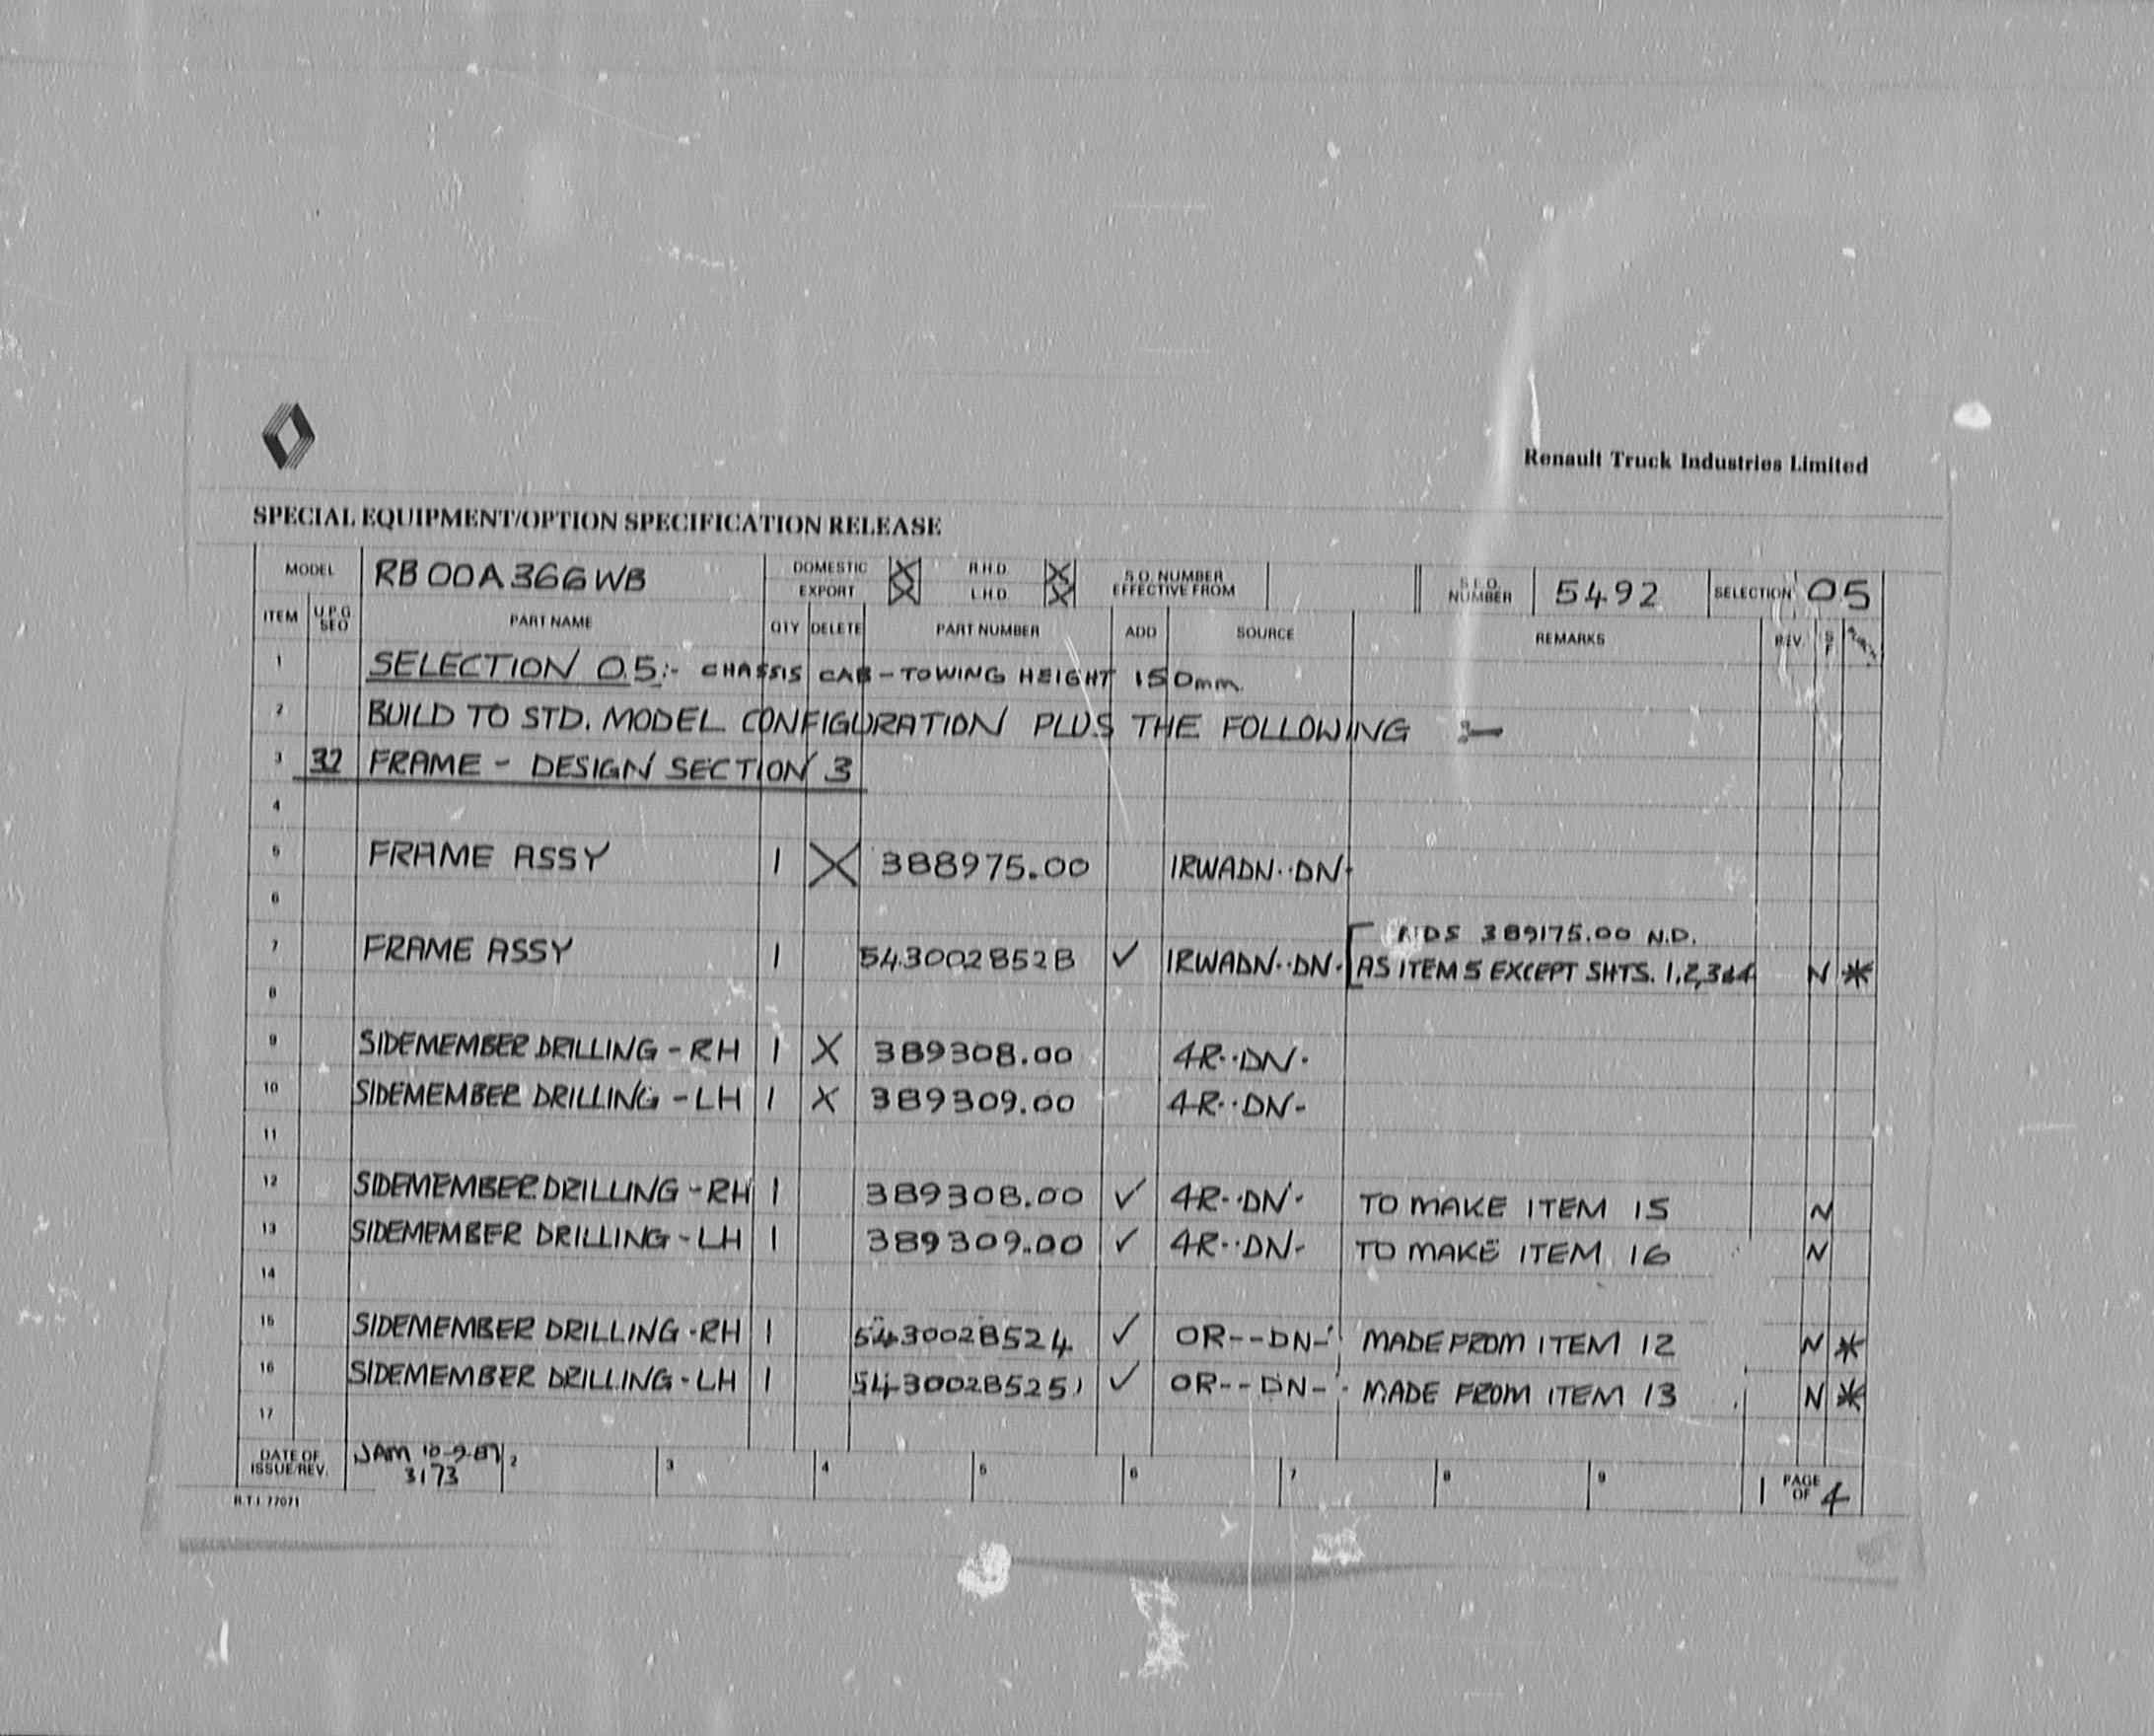 Renault Truck Industries Limited
SPECIAL EQUIPMENT/OPTION SPECIFICATION RELEASE
MODEL RB00A366WB DOMESTIC X R.H.D. X S.O. NUMBER S.E.O. 5492 SELECTION 05
EXPORT X L.H.D. X EFFECTIVE FROM NUMBER
ITEM U.P.G SEQ PART NAME QTY DELETE PART NUMBER ADD SOURCE REMARKS REV. S F
1 SELECTION 05:- CHASSIS CAB - TOWING HEIGHT 150mm
2 BUILD TO STD. MODEL CONFIGURATION PLUS THE FOLLOWING :-
3 32 FRAME - DESIGN SECTION 3
4
5 FRAME ASSY 1 X 388975.00 IRWADN··DN·
6
AIDS 389175.00 N.D.
7 FRAME ASSY 1 5430028528 ✓ IRWADN··DN· AS ITEM 5 EXCEPT SHTS. 1,2,3&4 N *
8
9 SIDEMEMBER DRILLING - RH 1 X 389308.00 4R··DN·
10 SIDEMEMBER DRILLING - LH 1 X 389309.00 4R··DN-
11
12 SIDEMEMBER DRILLING - RH 1 389308.00 ✓ 4R··DN· TO MAKE ITEM 15 N
13 SIDEMEMBER DRILLING - LH 1 389309.00 ✓ 4R··DN- TO MAKE ITEM 16 N
14
15 SIDEMEMBER DRILLING - RH 1 5430028524 ✓ OR--DN- MADE FROM ITEM 12 N *
16 SIDEMEMBER DRILLING - LH 1 5430028525 ✓ OR--DN- MADE FROM ITEM 13 N *
17
DATE OF JAM 10-9-87 2 3 4 5 6 7 8 9 1 PAGE OF 4
ISSUE/REV. 3173
R.T.I. 77071